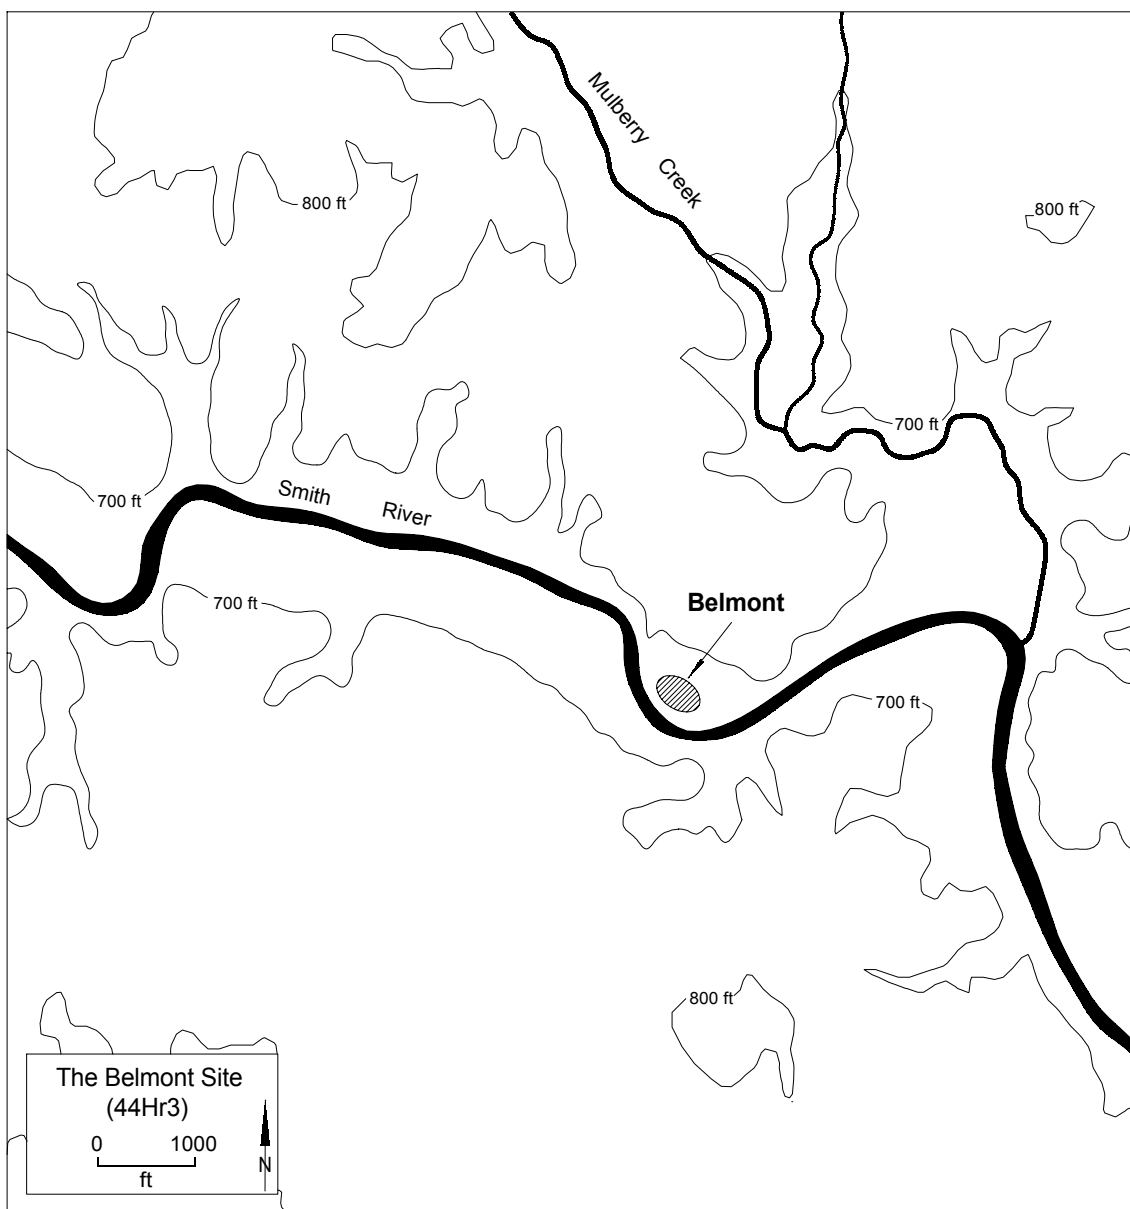 Mulberry
Creek
800 ft
800 ft
700 ft
Smith
River
700 ft
700 ft
Belmont
700 ft
800 ft
The Belmont Site
(44Hr3)
0 1000
ft
N